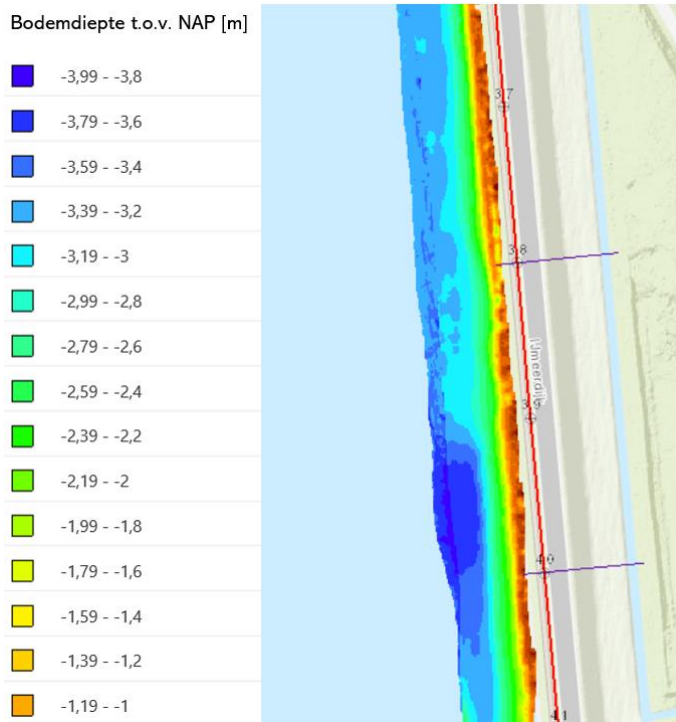 Bodemdiepte t.o.v. NAP [m]
-3,99 - -3,8
-3,79 - -3,6
-3,59 - -3,4
-3,39 - -3,2
-3,19 - -3
-2,99 - -2,8
-2,79 - -2,6
-2,59 - -2,4
-2,39 - -2,2
-2,19 - -2
-1,99 - -1,8
-1,79 - -1,6
-1,59 - -1,4
-1,39 - -1,2
-1,19 - -1
3,7
3,8
IJmeerdijk
3,9
4,0
4,1